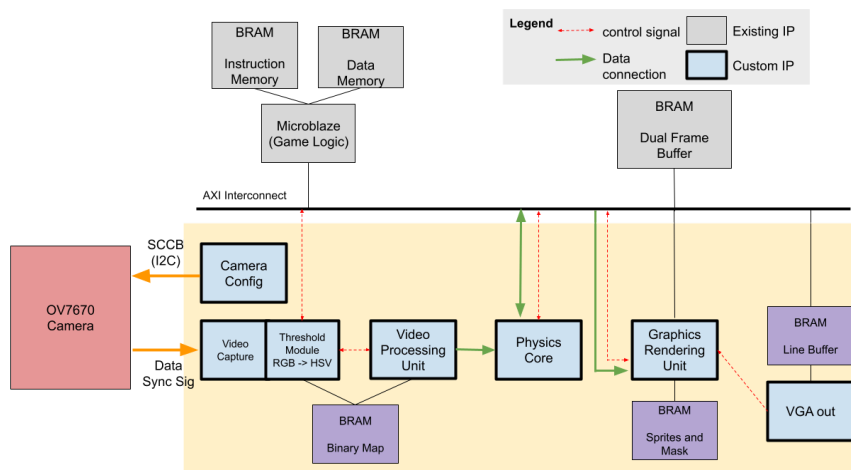 Legend
control signal
Existing IP
Data
connection
Custom IP
BRAM
Instruction
Memory
BRAM
Data
Memory
Microblaze
(Game Logic)
BRAM
Dual Frame
Buffer
AXI Interconnect
SCCB
(I2C)
Camera
Config
OV7670
Camera
Data
Sync Sig
Video
Capture
Threshold
Module
RGB -> HSV
Video
Processing
Unit
Physics
Core
Graphics
Rendering
Unit
BRAM
Line Buffer
VGA out
BRAM
Binary Map
BRAM
Sprites and
Mask